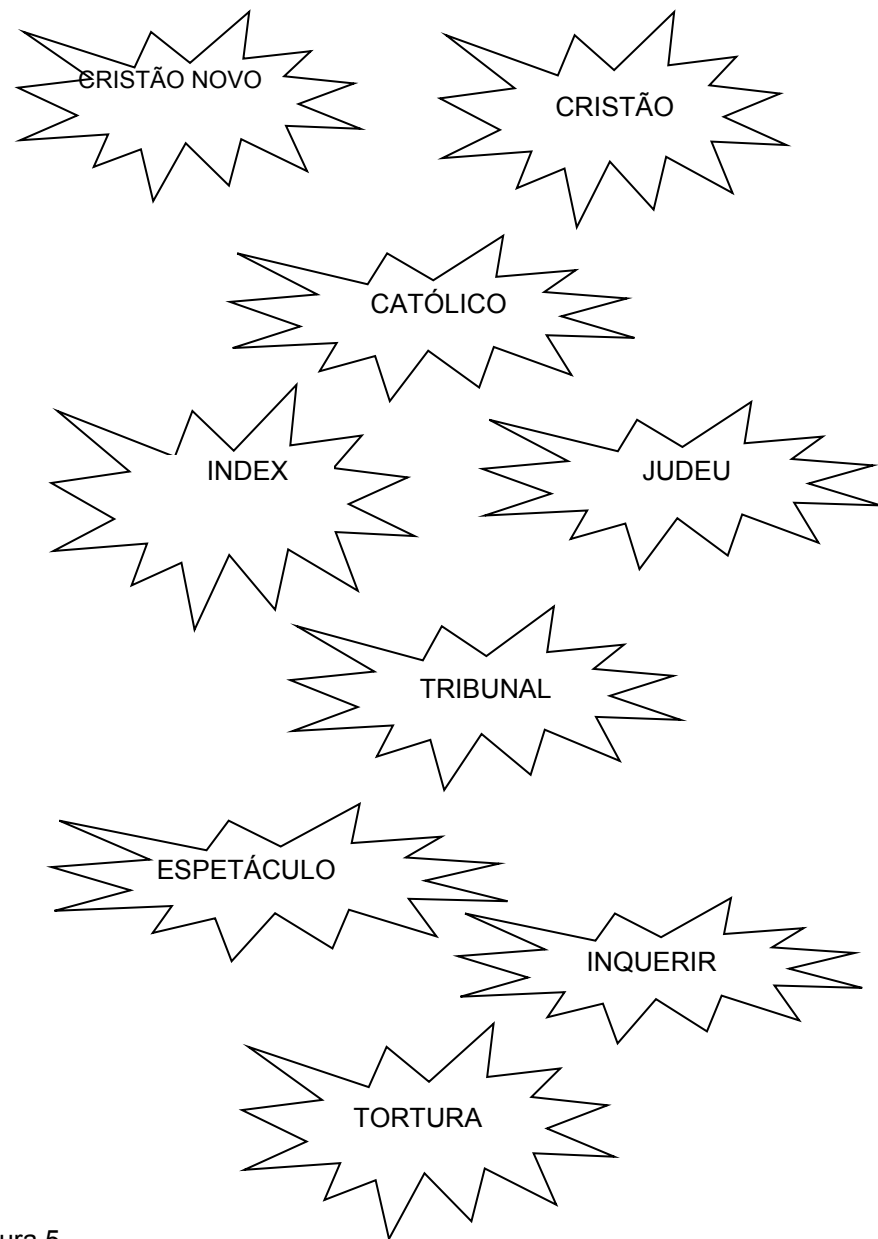 CRISTÃO NOVO
CRISTÃO
CATÓLICO
INDEX
JUDEU
TRIBUNAL
ESPETÁCULO
INQUERIR
TORTURA